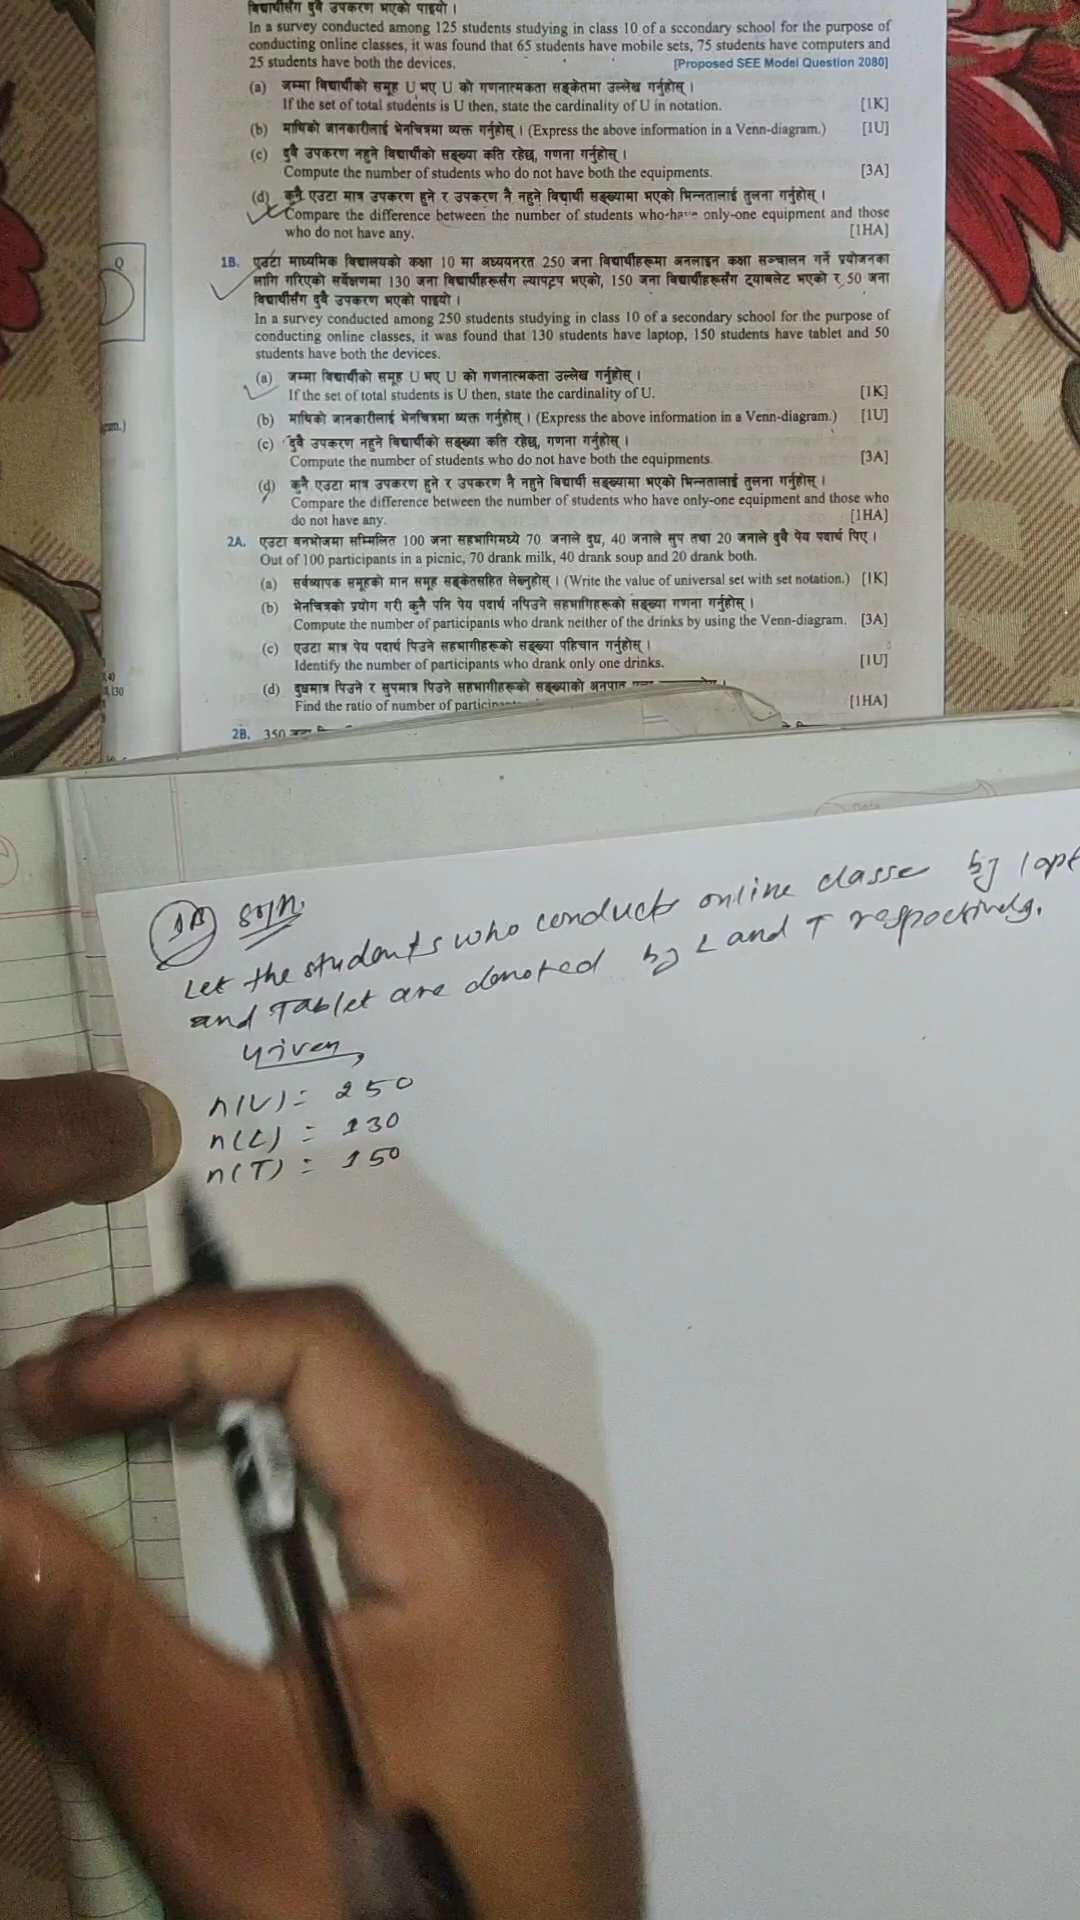 विद्यार्थीसँग दुवै उपकरण भएको पाइयो ।
In a survey conducted among 125 students studying in class 10 of a secondary school for the purpose of
conducting online classes, it was found that 65 students have mobile sets, 75 students have computers and
25 students have both the devices. [Proposed SEE Model Question 2080]
(a) जम्मा विद्यार्थीको समूह U भए U को गणनात्मकता सङ्केतमा उल्लेख गर्नुहोस् ।
If the set of total students is U then, state the cardinality of U in notation. [1K]
(b) माथिको जानकारीलाई भेनचित्रमा व्यक्त गर्नुहोस् । (Express the above information in a Venn-diagram.) [1U]
(c) दुवै उपकरण नहुने विद्यार्थीको सङ्ख्या कति रहेछ, गणना गर्नुहोस् ।
Compute the number of students who do not have both the equipments. [3A]
(d) कुनै एउटा मात्र उपकरण हुने र उपकरण नै नहुने विद्यार्थी सङ्ख्यामा भएको भिन्नतालाई तुलना गर्नुहोस् ।
Compare the difference between the number of students who have only-one equipment and those
who do not have any. [1HA]
Q
1B. एउटा माध्यमिक विद्यालयको कक्षा 10 मा अध्ययनरत 250 जना विद्यार्थीहरूमा अनलाइन कक्षा सञ्चालन गर्ने प्रयोजनका
लागि गरिएको सर्वेक्षणमा 130 जना विद्यार्थीहरूसँग ल्यापटप भएको, 150 जना विद्यार्थीहरूसँग ट्याबलेट भएको र 50 जना
विद्यार्थीसँग दुवै उपकरण भएको पाइयो ।
In a survey conducted among 250 students studying in class 10 of a secondary school for the purpose of
conducting online classes, it was found that 130 students have laptop, 150 students have tablet and 50
students have both the devices.
(a) जम्मा विद्यार्थीको समूह U भए U को गणनात्मकता उल्लेख गर्नुहोस् ।
If the set of total students is U then, state the cardinality of U. [1K]
(b) माथिको जानकारीलाई भेनचित्रमा व्यक्त गर्नुहोस् । (Express the above information in a Venn-diagram.) [1U]
(c) दुवै उपकरण नहुने विद्यार्थीको सङ्ख्या कति रहेछ, गणना गर्नुहोस् ।
Compute the number of students who do not have both the equipments. [3A]
(d) कुनै एउटा मात्र उपकरण हुने र उपकरण नै नहुने विद्यार्थी सङ्ख्यामा भएको भिन्नतालाई तुलना गर्नुहोस् ।
Compare the difference between the number of students who have only-one equipment and those who
do not have any. [1HA]
2A. एउटा वनभोजमा सम्मिलित 100 जना सहभागिमध्ये 70 जनाले दुध, 40 जनाले सुप तथा 20 जनाले दुवै पेय पदार्थ पिए ।
Out of 100 participants in a picnic, 70 drank milk, 40 drank soup and 20 drank both.
(a) सर्वव्यापक समूहको मान समूह सङ्केतसहित लेख्नुहोस् । (Write the value of universal set with set notation.) [1K]
(b) भेनचित्रको प्रयोग गरी कुनै पनि पेय पदार्थ नपिउने सहभागिहरूको सङ्ख्या गणना गर्नुहोस् ।
Compute the number of participants who drank neither of the drinks by using the Venn-diagram. [3A]
(c) एउटा मात्र पेय पदार्थ पिउने सहभागीहरूको सङ्ख्या पहिचान गर्नुहोस् ।
Identify the number of participants who drank only one drinks. [1U]
(d) दुधमात्र पिउने र सुपमात्र पिउने सहभागीहरूको सङ्ख्याको अनुपात
Find the ratio of number of [1HA]
130
2B. 350
1B Soln.
Let the students who conducts online classe by
and Tablet are denoted by L and T respectively.
Given,
n(U) = 250
n(L) = 130
n(T) = 150